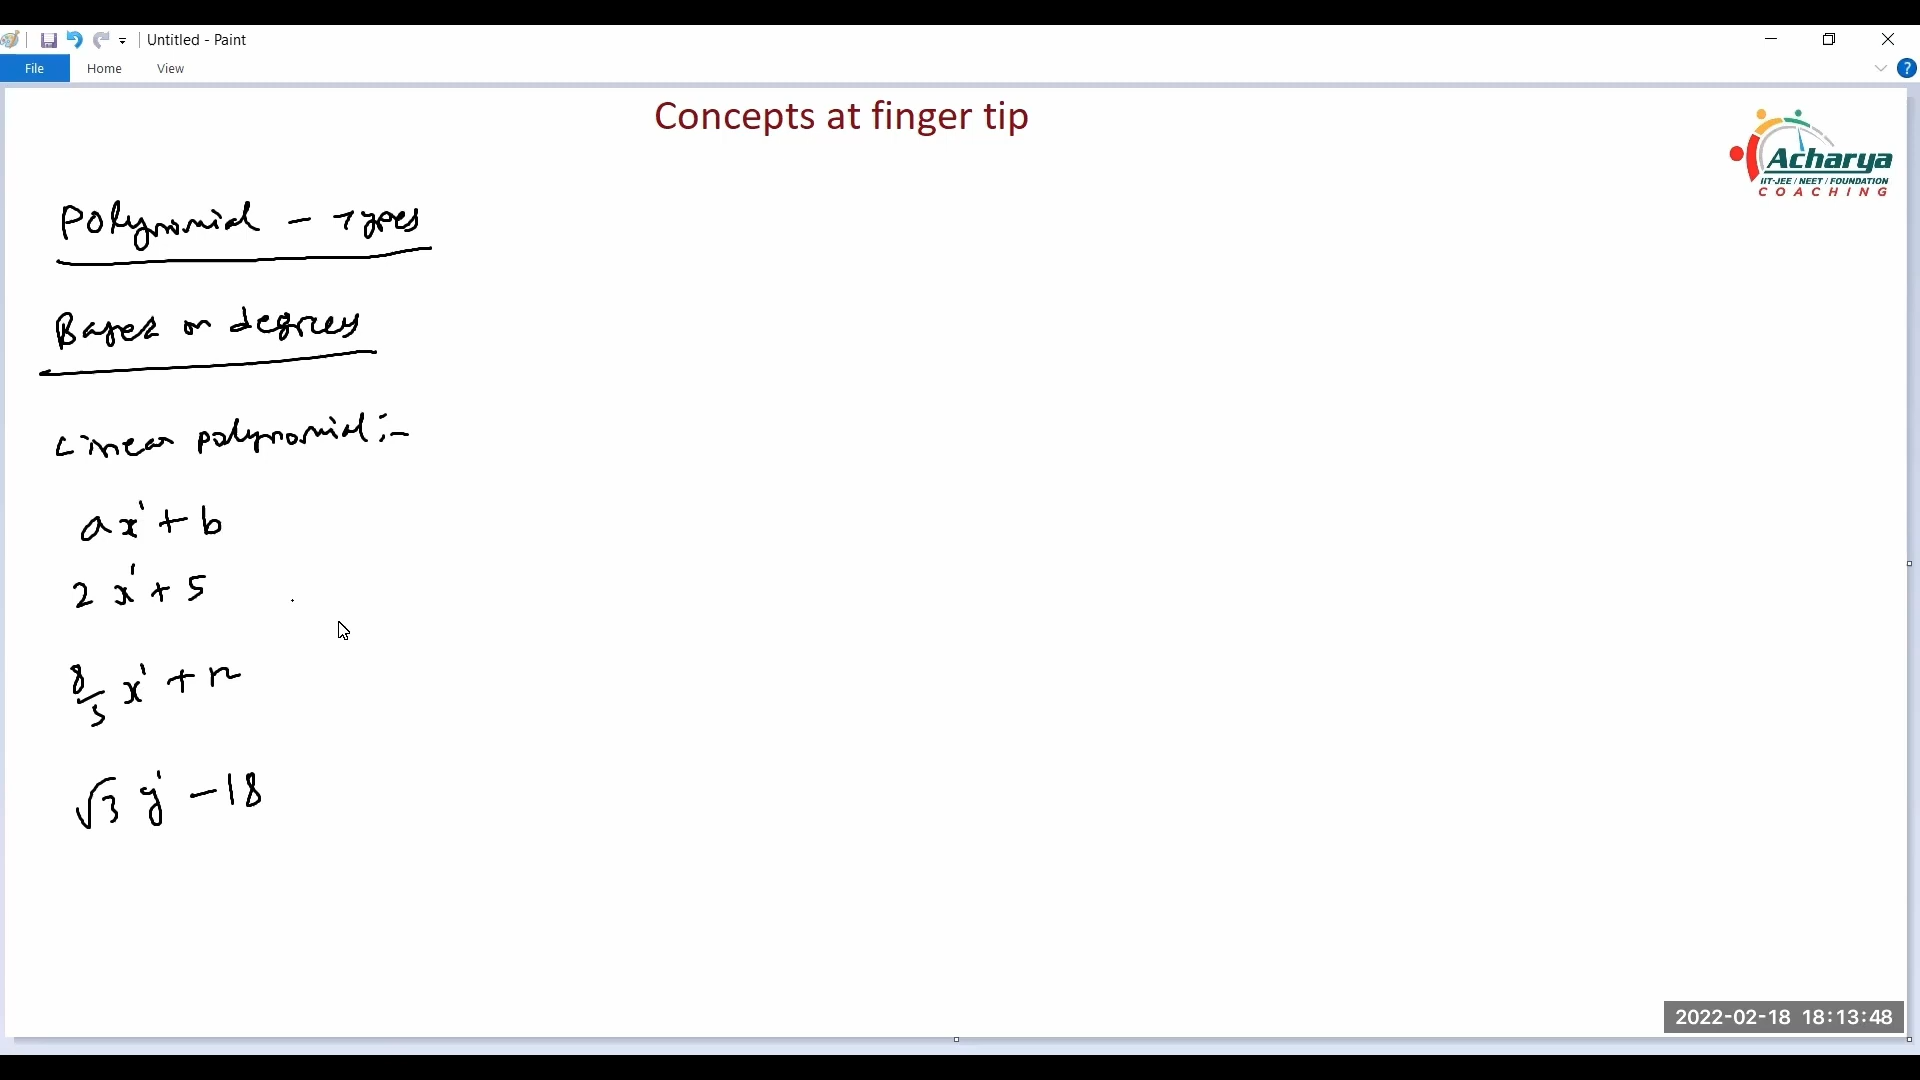 Untitled - Paint
File Home View
Concepts at finger tip
Acharya
IIT-JEE / NEET / FOUNDATION
COACHING
Polynomial - Types
Based on degrees
Linear polynomial :-
ax¹ + b
2x¹ + 5
8/5 x¹ + π
√3 y¹ - 18
2022-02-18 18:13:48